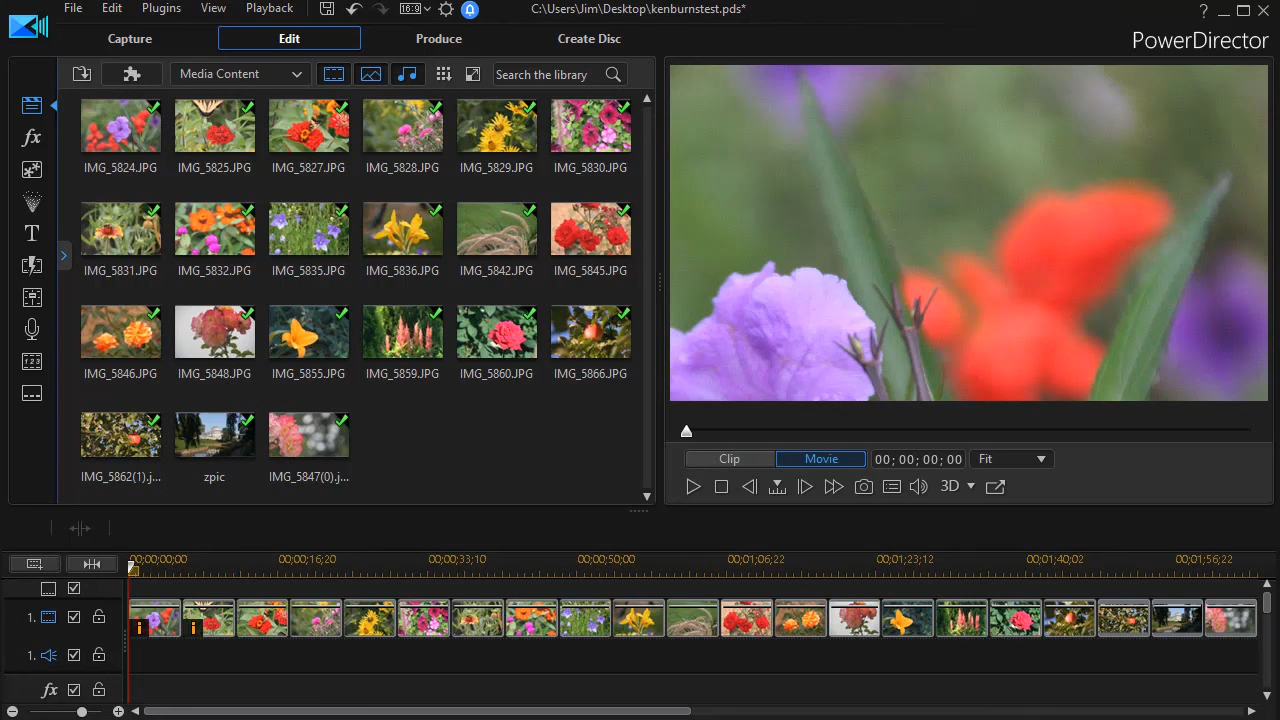 File Edit Plugins View Playback 16:9 C:\Users\Jim\Desktop\kenburnstest.pds* ?
Capture Edit Produce Create Disc PowerDirector
Media Content Search the library
IMG_5824.JPG IMG_5825.JPG IMG_5827.JPG IMG_5828.JPG IMG_5829.JPG IMG_5830.JPG
fx
IMG_5831.JPG IMG_5832.JPG IMG_5835.JPG IMG_5836.JPG IMG_5842.JPG IMG_5845.JPG
T
IMG_5846.JPG IMG_5848.JPG IMG_5855.JPG IMG_5859.JPG IMG_5860.JPG IMG_5866.JPG
123
IMG_5862(1).j... zpic IMG_5847(0).j...
Clip Movie 00; 00; 00; 00 Fit
3D
00;00;00;00 00;00;16;20 00;00;33;10 00;00;50;00 00;01;06;22 00;01;23;12 00;01;40;02 00;01;56;22
1.
i i
1.
fx